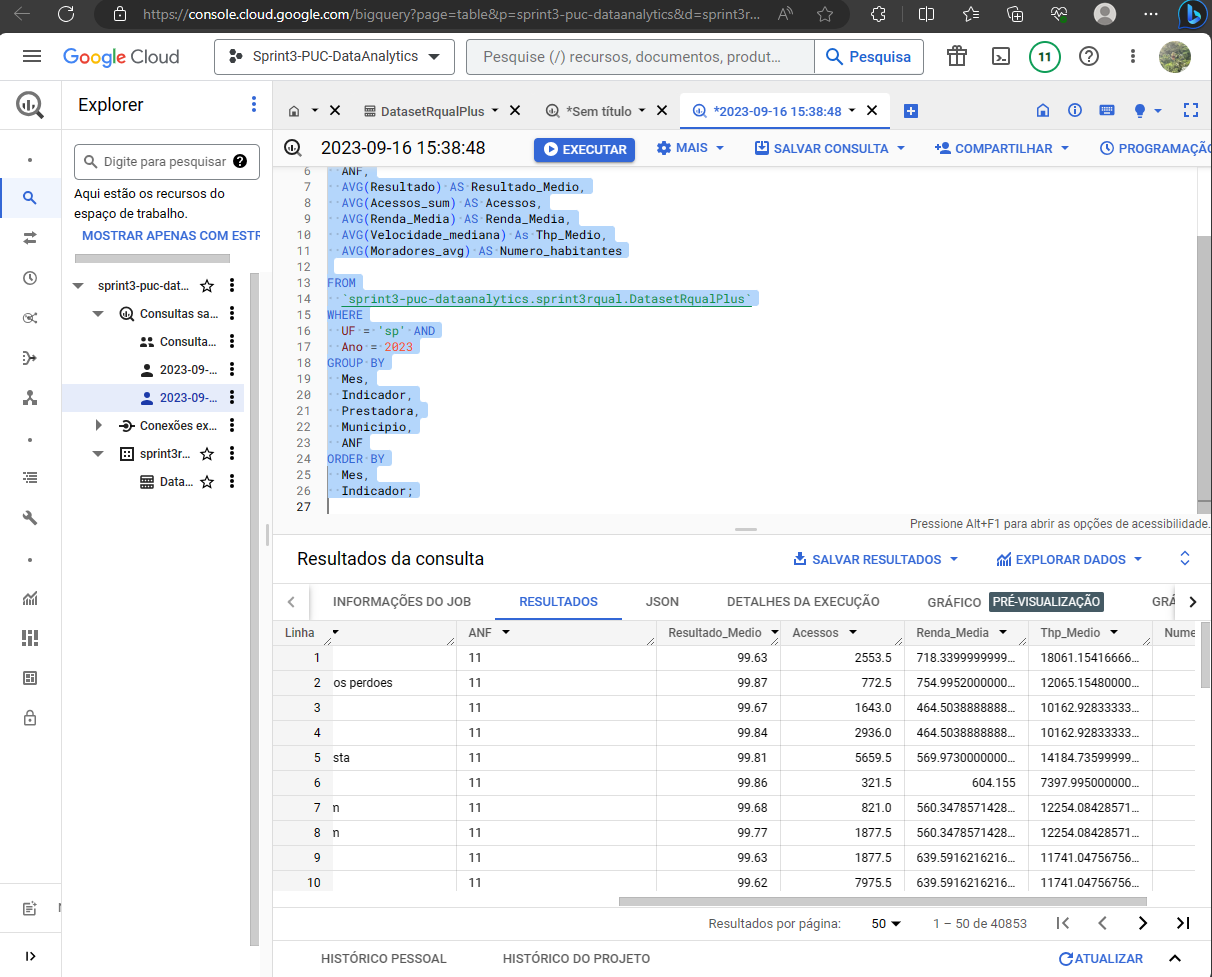 https://console.cloud.google.com/bigquery?page=table&p=sprint3-puc-dataanalytics&d=sprint3r...
Google Cloud
Sprint3-PUC-DataAnalytics
Pesquise (/) recursos, documentos, produt...
Pesquisa
11
Explorer
DatasetRqualPlus
*Sem título
*2023-09-16 15:38:48
2023-09-16 15:38:48
EXECUTAR
MAIS
SALVAR CONSULTA
COMPARTILHAR
PROGRAMAÇÃO
Digite para pesquisar
Aqui estão os recursos do
espaço de trabalho.
MOSTRAR APENAS COM ESTR
sprint3-puc-dat...
Consultas sa...
Consulta...
2023-09-...
2023-09-...
Conexões ex...
sprint3r...
Data...
6 ANF,
7 AVG(Resultado) AS Resultado_Medio,
8 AVG(Acessos_sum) AS Acessos,
9 AVG(Renda_Media) AS Renda_Media,
10 AVG(Velocidade_mediana) As Thp_Medio,
11 AVG(Moradores_avg) AS Numero_habitantes
12
13 FROM
14 `sprint3-puc-dataanalytics.sprint3rqual.DatasetRqualPlus`
15 WHERE
16 UF = 'sp' AND
17 Ano = 2023
18 GROUP BY
19 Mes,
20 Indicador,
21 Prestadora,
22 Municipio,
23 ANF
24 ORDER BY
25 Mes,
26 Indicador;
27
Pressione Alt+F1 para abrir as opções de acessibilidade.
Resultados da consulta
SALVAR RESULTADOS
EXPLORAR DADOS
INFORMAÇÕES DO JOB
RESULTADOS
JSON
DETALHES DA EXECUÇÃO
GRÁFICO
PRÉ-VISUALIZAÇÃO
GRÁ
Linha ANF Resultado_Medio Acessos Renda_Media Thp_Medio Nume
1 11 99.63 2553.5 718.3399999999... 18061.15416666...
2 os perdoes 11 99.87 772.5 754.9952000000... 12065.15480000...
3 11 99.67 1643.0 464.5038888888... 10162.92833333...
4 11 99.84 2936.0 464.5038888888... 10162.92833333...
5 sta 11 99.81 5659.5 569.9730000000... 14184.73599999...
6 11 99.86 321.5 604.155 7397.995000000...
7 m 11 99.68 821.0 560.3478571428... 12254.08428571...
8 m 11 99.77 1877.5 560.3478571428... 12254.08428571...
9 11 99.63 1877.5 639.5916216216... 11741.04756756...
10 11 99.62 7975.5 639.5916216216... 11741.04756756...
Resultados por página: 50 1 – 50 de 40853
HISTÓRICO PESSOAL
HISTÓRICO DO PROJETO
ATUALIZAR